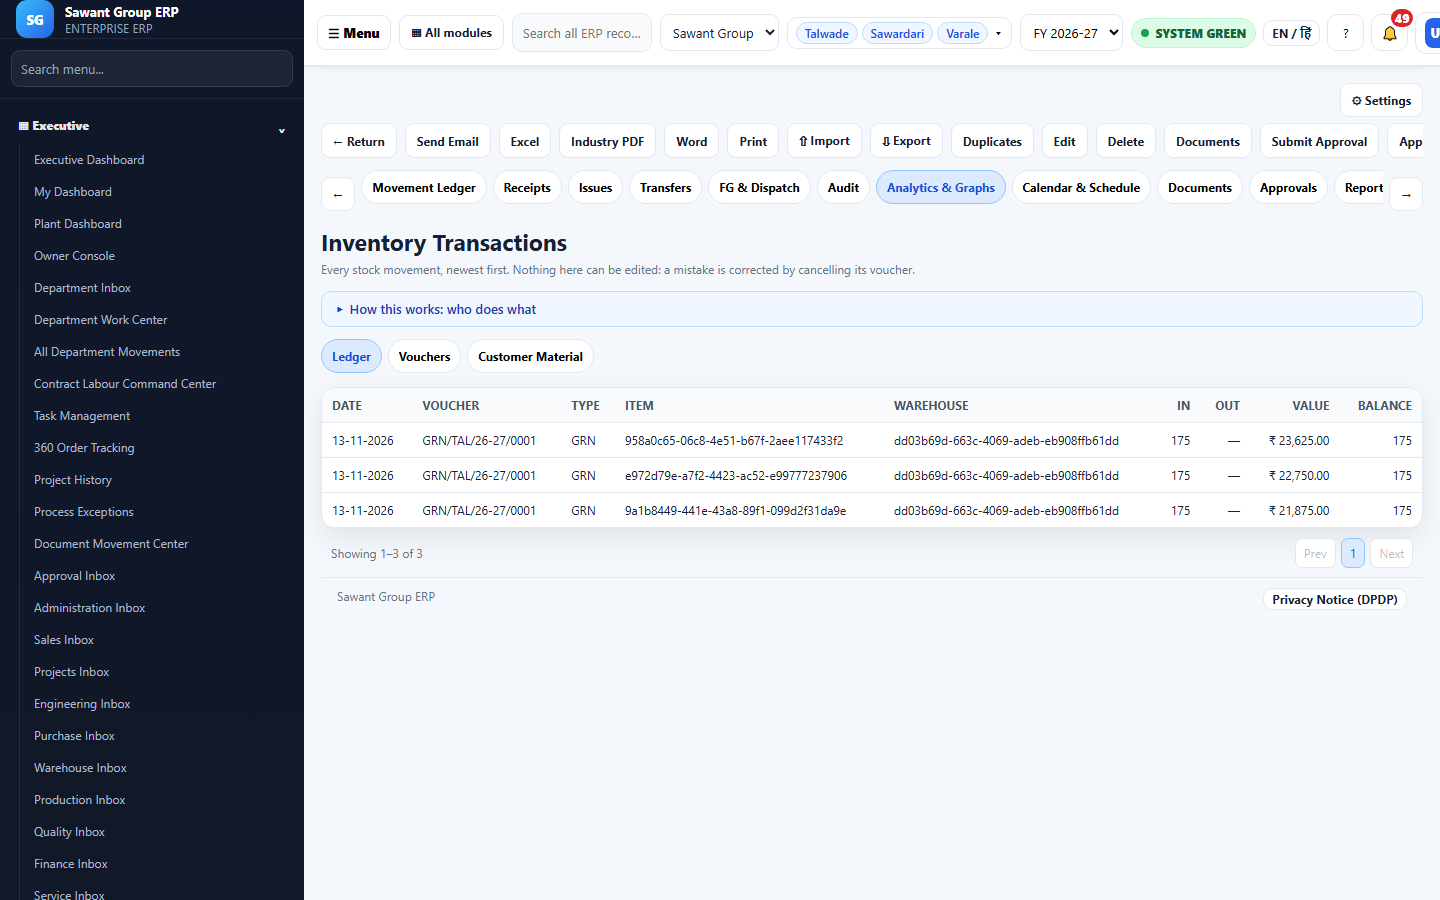 SG
Sawant Group ERP
ENTERPRISE ERP
Search menu...
Executive
Executive Dashboard
My Dashboard
Plant Dashboard
Owner Console
Department Inbox
Department Work Center
All Department Movements
Contract Labour Command Center
Task Management
360 Order Tracking
Project History
Process Exceptions
Document Movement Center
Approval Inbox
Administration Inbox
Sales Inbox
Projects Inbox
Engineering Inbox
Purchase Inbox
Warehouse Inbox
Production Inbox
Quality Inbox
Finance Inbox
Service Inbox
☰ Menu All modules Search all ERP reco... Sawant Group Talwade Sawardari Varale FY 2026-27 SYSTEM GREEN EN / हिं ? 49 U
⚙ Settings
← Return Send Email Excel Industry PDF Word Print ⇧ Import ⇩ Export Duplicates Edit Delete Documents Submit Approval App
← Movement Ledger Receipts Issues Transfers FG & Dispatch Audit Analytics & Graphs Calendar & Schedule Documents Approvals Report →
Inventory Transactions
Every stock movement, newest first. Nothing here can be edited: a mistake is corrected by cancelling its voucher.
▸ How this works: who does what
Ledger Vouchers Customer Material
DATE VOUCHER TYPE ITEM WAREHOUSE IN OUT VALUE BALANCE
13-11-2026 GRN/TAL/26-27/0001 GRN 958a0c65-06c8-4e51-b67f-2aee117433f2 dd03b69d-663c-4069-adeb-eb908ffb61dd 175 — ₹ 23,625.00 175
13-11-2026 GRN/TAL/26-27/0001 GRN e972d79e-a7f2-4423-ac52-e99777237906 dd03b69d-663c-4069-adeb-eb908ffb61dd 175 — ₹ 22,750.00 175
13-11-2026 GRN/TAL/26-27/0001 GRN 9a1b8449-441e-43a8-89f1-099d2f31da9e dd03b69d-663c-4069-adeb-eb908ffb61dd 175 — ₹ 21,875.00 175
Showing 1–3 of 3 Prev 1 Next
Sawant Group ERP Privacy Notice (DPDP)